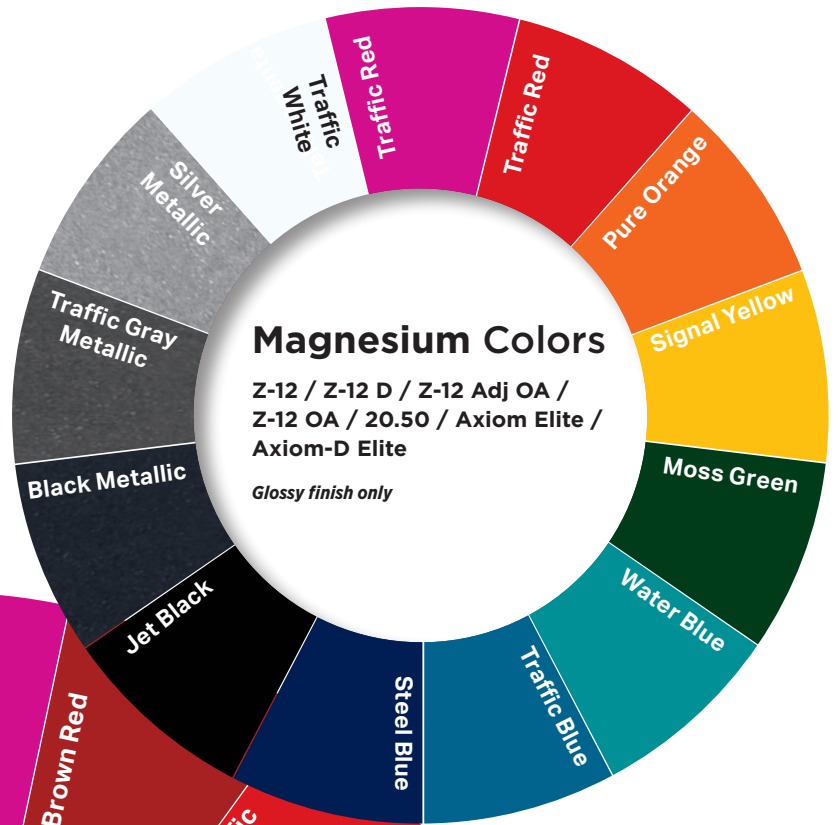 Traffic Red
Traffic Red
Pure Orange
Signal Yellow
Moss Green
Water Blue
Traffic Blue
Steel Blue
Jet Black
Black Metallic
Traffic Gray
Metallic
Silver
Metallic
Traffic
White
Magnesium Colors
Z-12 / Z-12 D / Z-12 Adj OA /
Z-12 OA / 20.50 / Axiom Elite /
Axiom-D Elite
Glossy finish only
Brown Red